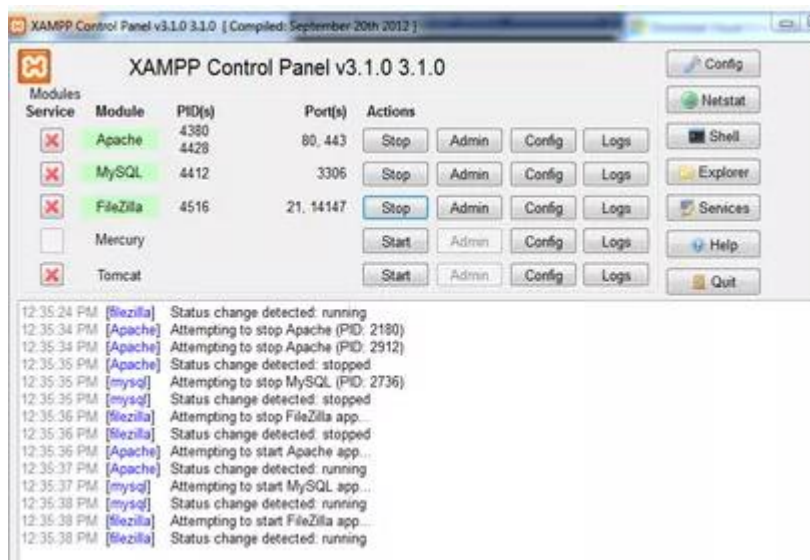 XAMPP Control Panel v3.1.0 3.1.0 [ Compiled: September 20th 2012 ]
XAMPP Control Panel v3.1.0 3.1.0
Config
Modules
Service Module PID(s) Port(s) Actions
Netstat
Apache 4380 4428 80, 443 Stop Admin Config Logs
Shell
MySQL 4412 3306 Stop Admin Config Logs
Explorer
FileZilla 4516 21, 14147 Stop Admin Config Logs
Services
Mercury Start Admin Config Logs
Help
Tomcat Start Admin Config Logs
Quit
12:35:24 PM [filezilla] Status change detected: running
12:35:34 PM [Apache] Attempting to stop Apache (PID: 2180)
12:35:34 PM [Apache] Attempting to stop Apache (PID: 2912)
12:35:35 PM [Apache] Status change detected: stopped
12:35:35 PM [mysql] Attempting to stop MySQL (PID: 2736)
12:35:35 PM [mysql] Status change detected: stopped
12:35:36 PM [filezilla] Attempting to stop FileZilla app...
12:35:36 PM [filezilla] Status change detected: stopped
12:35:36 PM [Apache] Attempting to start Apache app...
12:35:37 PM [Apache] Status change detected: running
12:35:37 PM [mysql] Attempting to start MySQL app...
12:35:38 PM [mysql] Status change detected: running
12:35:38 PM [filezilla] Attempting to start FileZilla app...
12:35:38 PM [filezilla] Status change detected: running